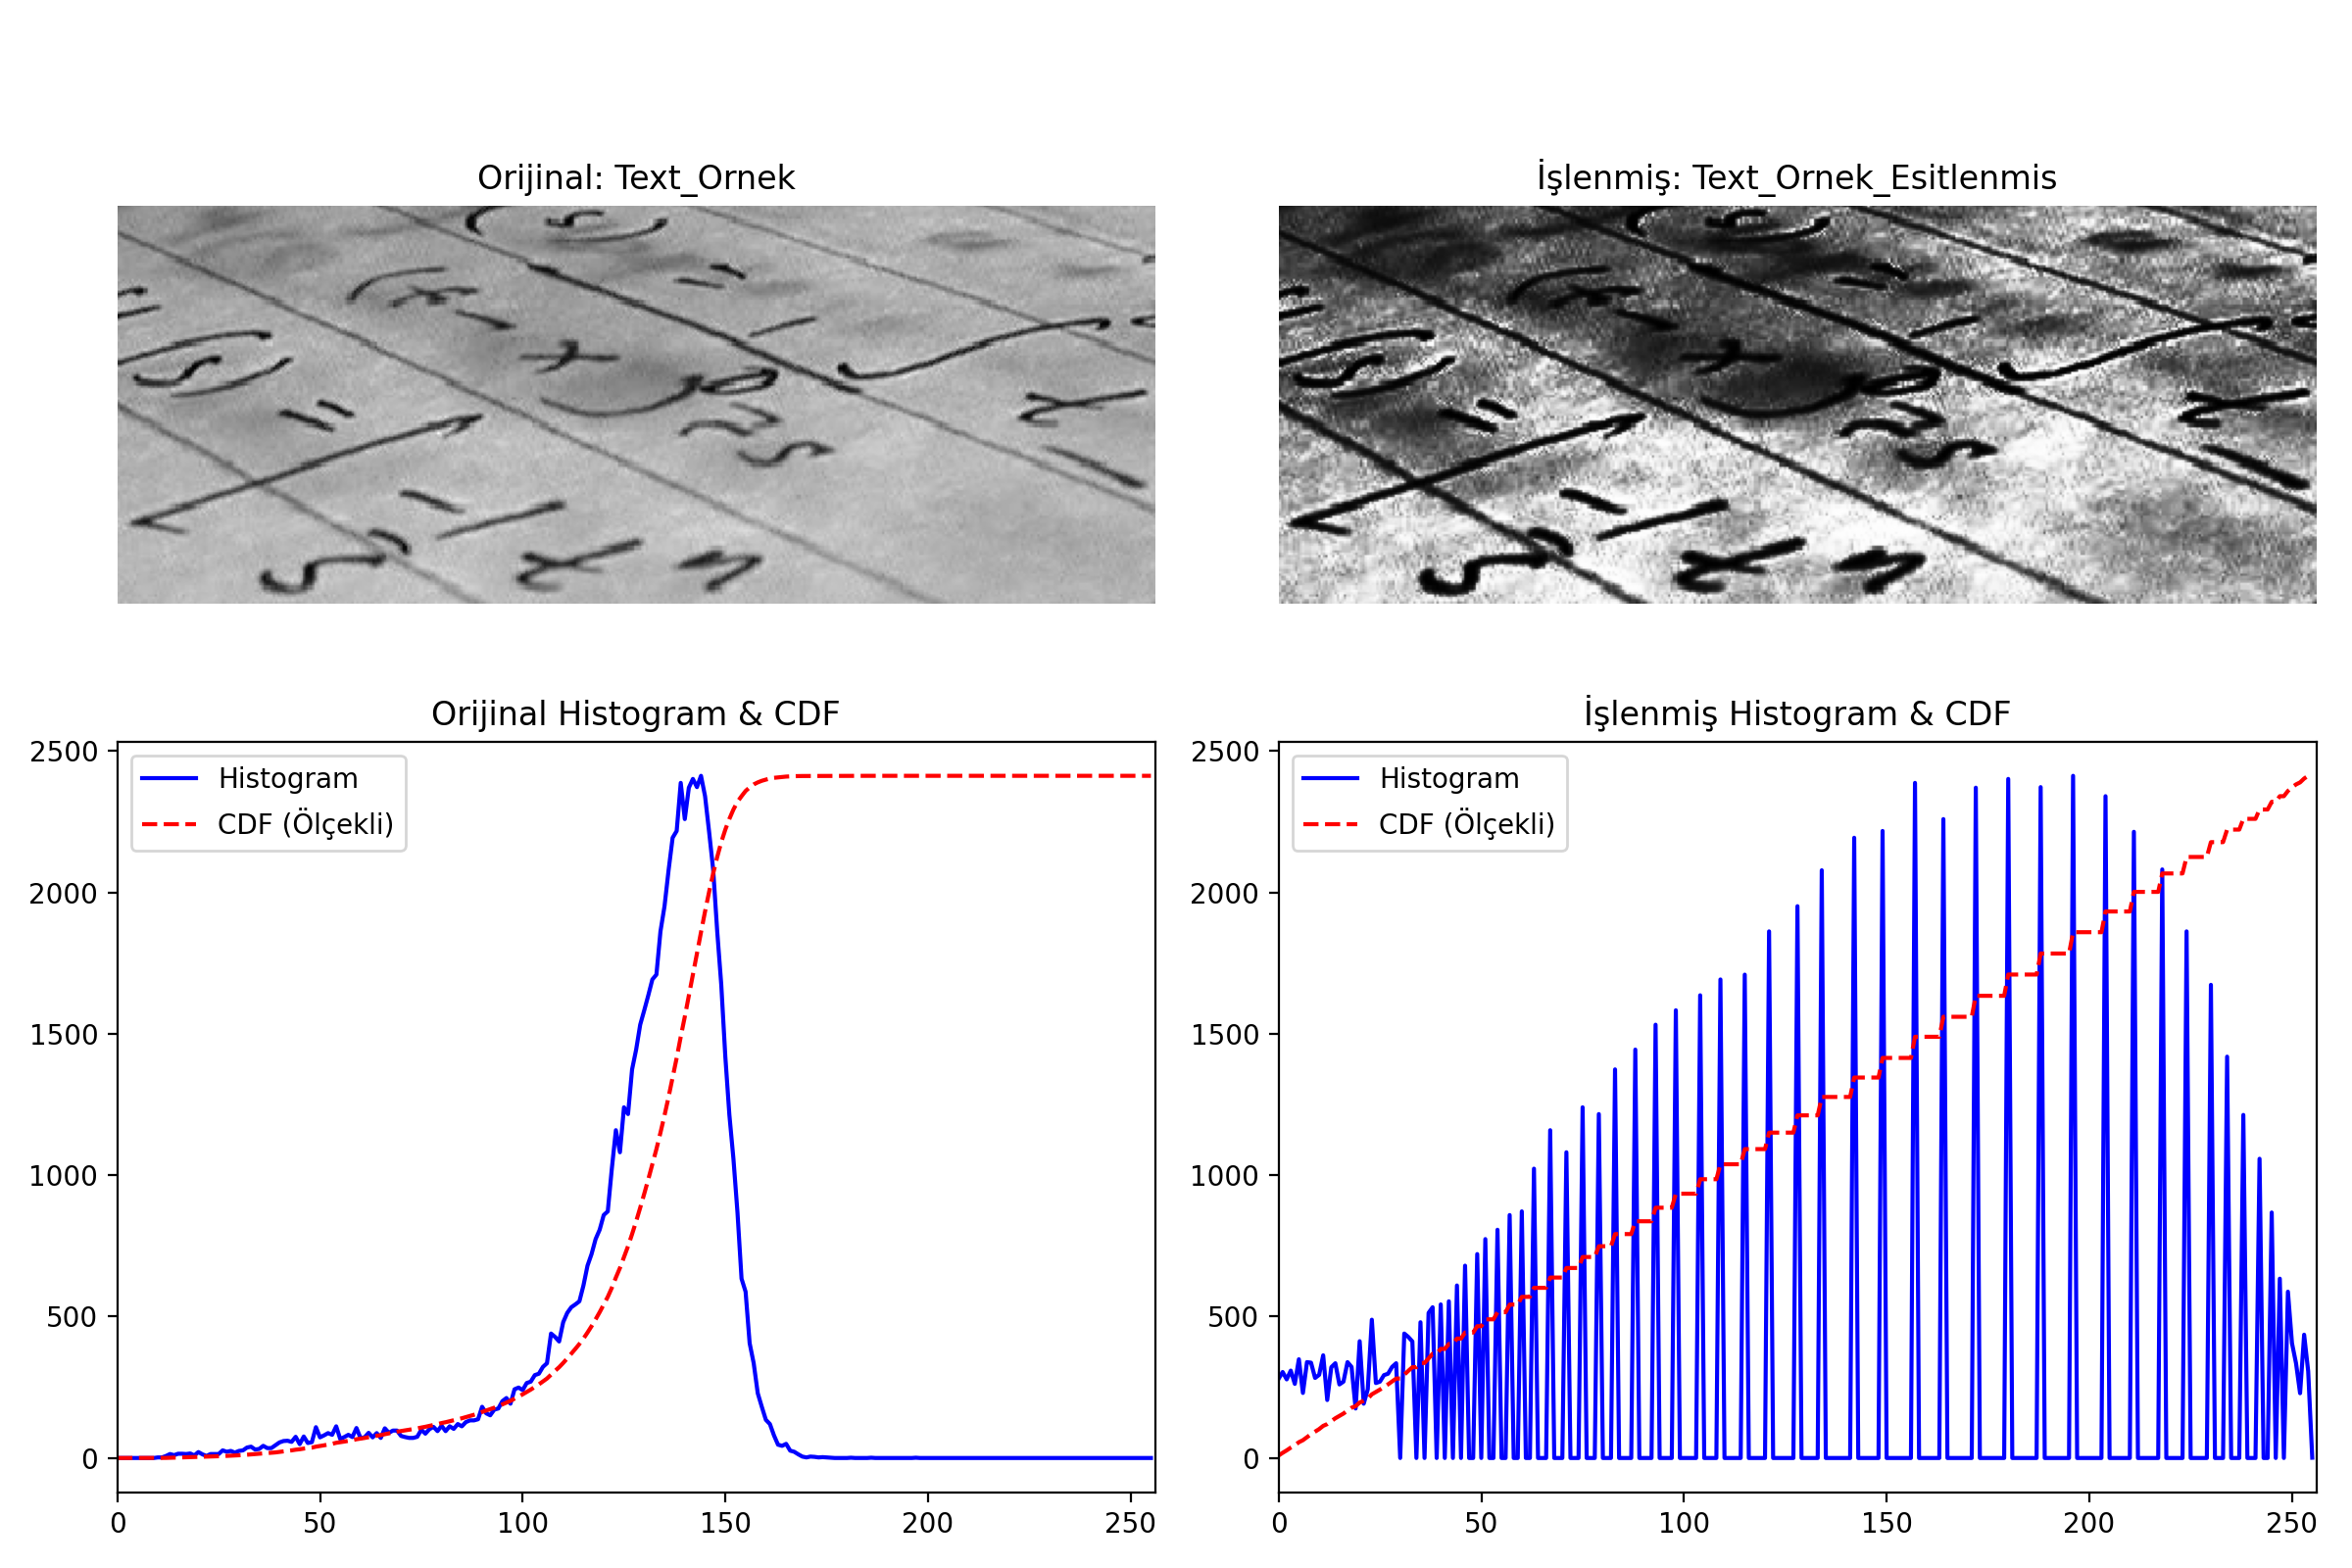 Orijinal: Text_Ornek
İşlenmiş: Text_Ornek_Esitlenmis
Orijinal Histogram & CDF
2500
2000
1500
1000
500
0
Histogram
CDF (Ölçekli)
0 50 100 150 200 250
İşlenmiş Histogram & CDF
2500
2000
1500
1000
500
0
Histogram
CDF (Ölçekli)
0 50 100 150 200 250